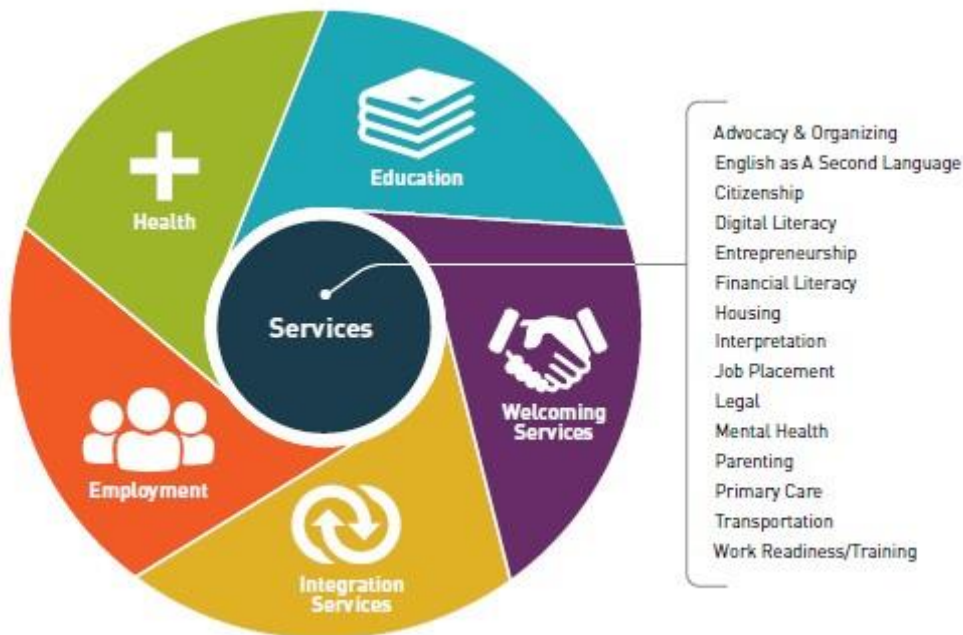 Education
Health
Services
Welcoming
Services
Employment
Integration
Services
Advocacy & Organizing
English as A Second Language
Citizenship
Digital Literacy
Entrepreneurship
Financial Literacy
Housing
Interpretation
Job Placement
Legal
Mental Health
Parenting
Primary Care
Transportation
Work Readiness/Training